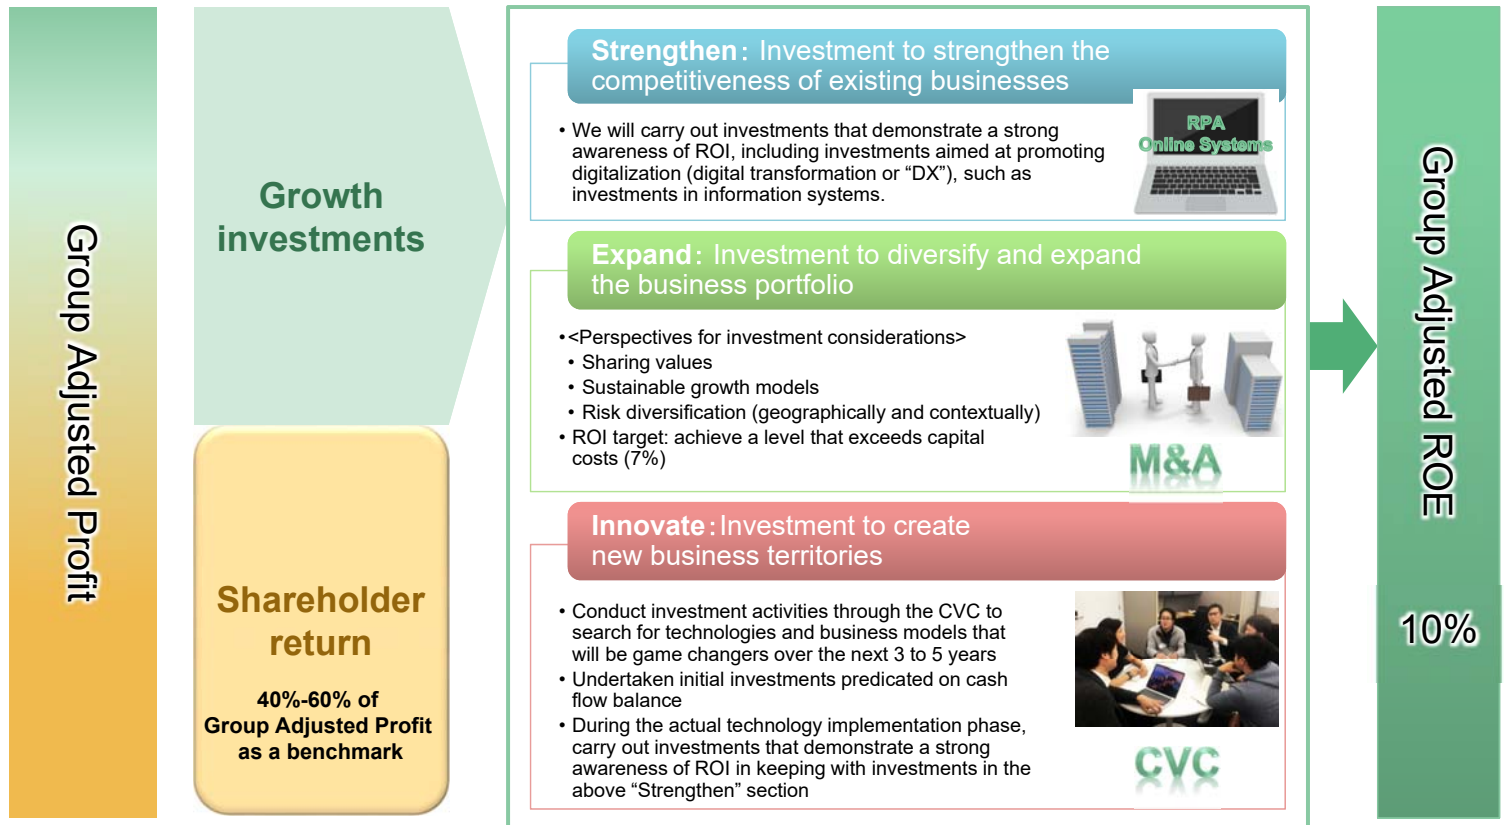 Group Adjusted Profit
Growth
investments
Shareholder
return
40%-60% of
Group Adjusted Profit
as a benchmark
Strengthen: Investment to strengthen the
competitiveness of existing businesses
• We will carry out investments that demonstrate a strong
awareness of ROI, including investments aimed at promoting
digitalization (digital transformation or “DX”), such as
investments in information systems.
RPA
Online Systems
Expand: Investment to diversify and expand
the business portfolio
•<Perspectives for investment considerations>
• Sharing values
• Sustainable growth models
• Risk diversification (geographically and contextually)
• ROI target: achieve a level that exceeds capital
costs (7%)
M&A
Innovate:Investment to create
new business territories
• Conduct investment activities through the CVC to
search for technologies and business models that
will be game changers over the next 3 to 5 years
• Undertaken initial investments predicated on cash
flow balance
• During the actual technology implementation phase,
carry out investments that demonstrate a strong
awareness of ROI in keeping with investments in the
above “Strengthen” section
CVC
Group Adjusted ROE
10%